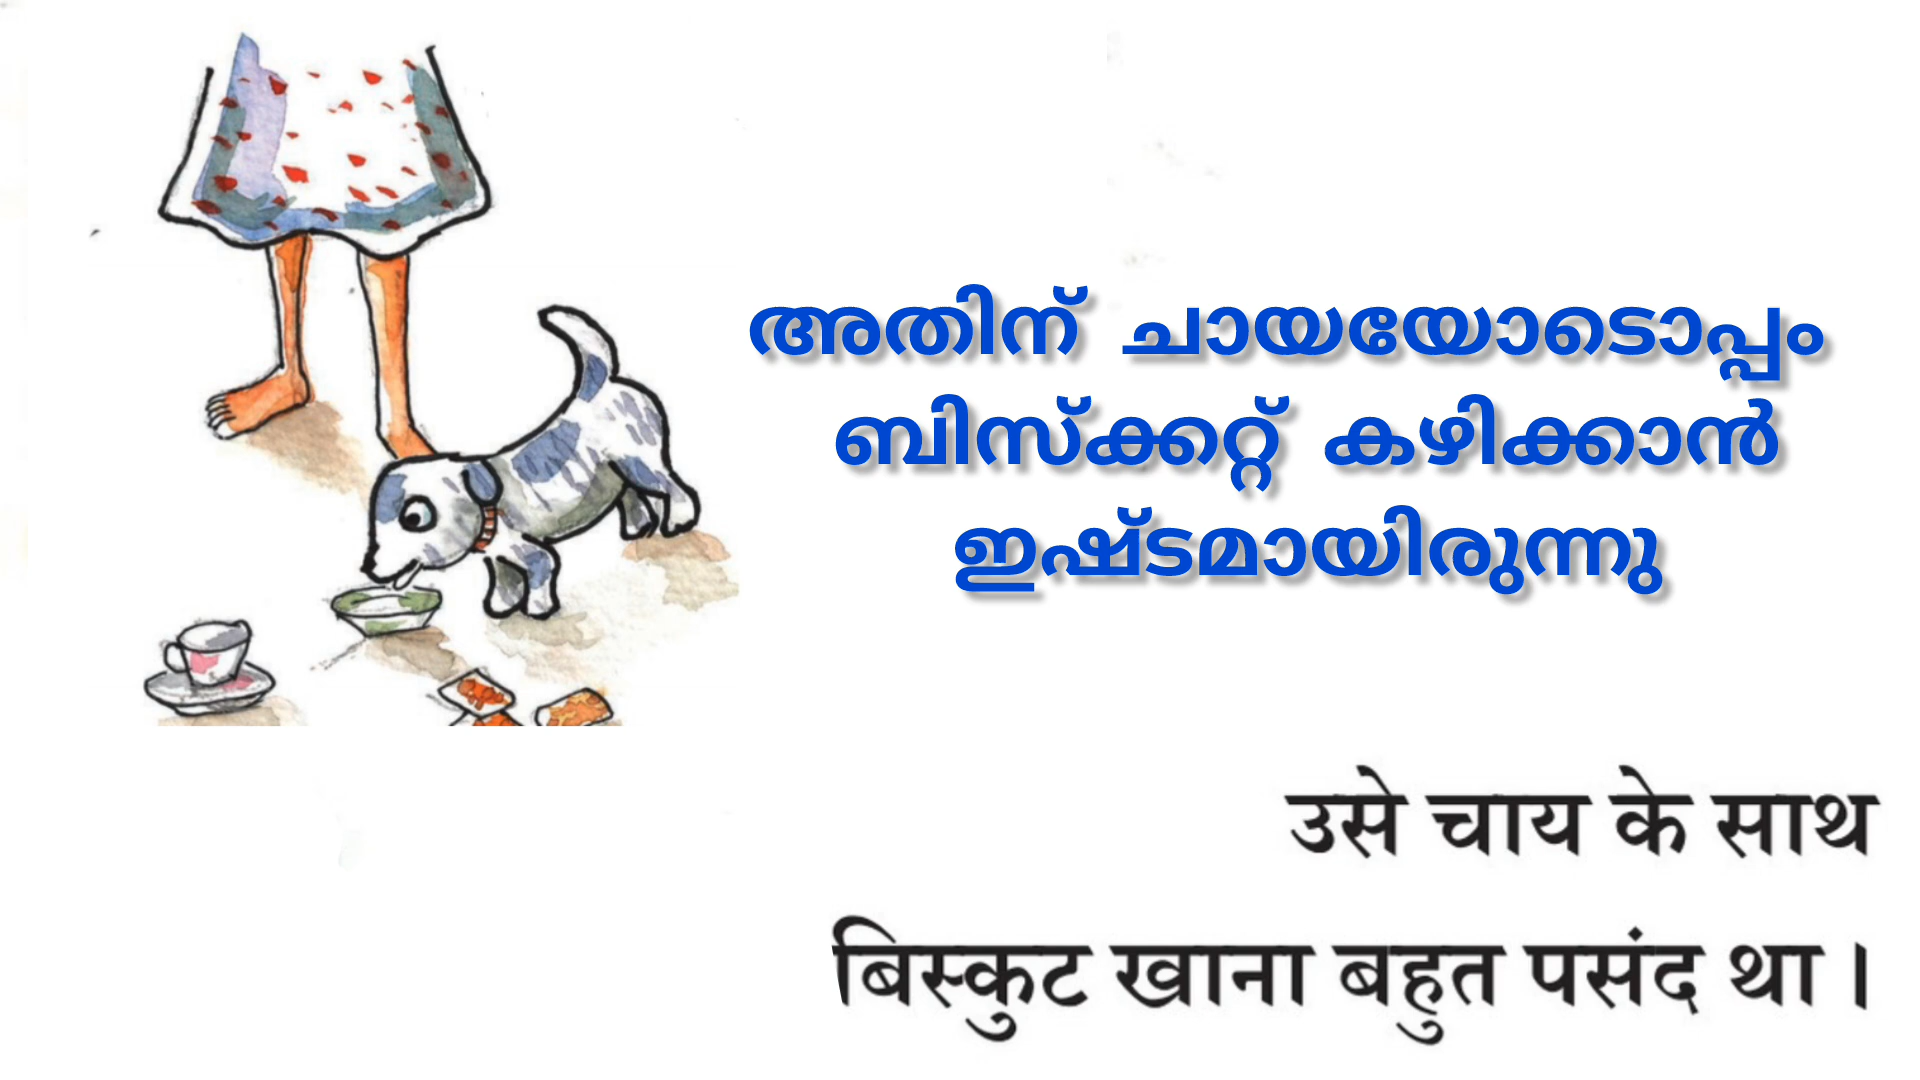 അതിന് ചായയോടൊപ്പം
ബിസ്ക്കറ്റ് കഴിക്കാൻ
ഇഷ്ടമായിരുന്നു
उसे चाय के साथ
बिस्कुट खाना बहुत पसंद था।